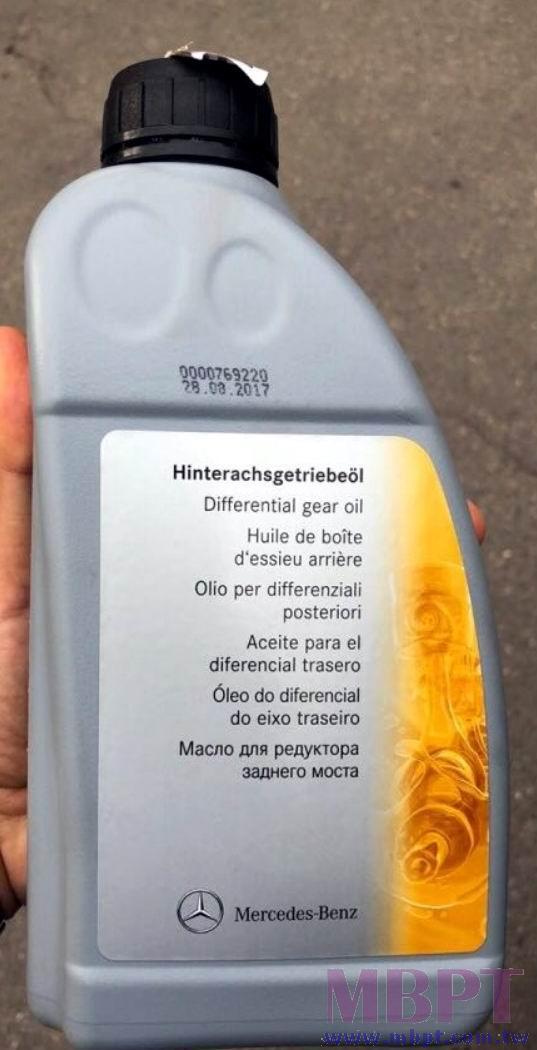 0000769220
28.08.2017
Hinterachsgetriebeöl
Differential gear oil
Huile de boîte
d'essieu arrière
Olio per differenziali
posteriori
Aceite para el
diferencial trasero
Óleo do diferencial
do eixo traseiro
Масло для редуктора
заднего моста
Mercedes-Benz
MBPT
www.mbpt.com.tw